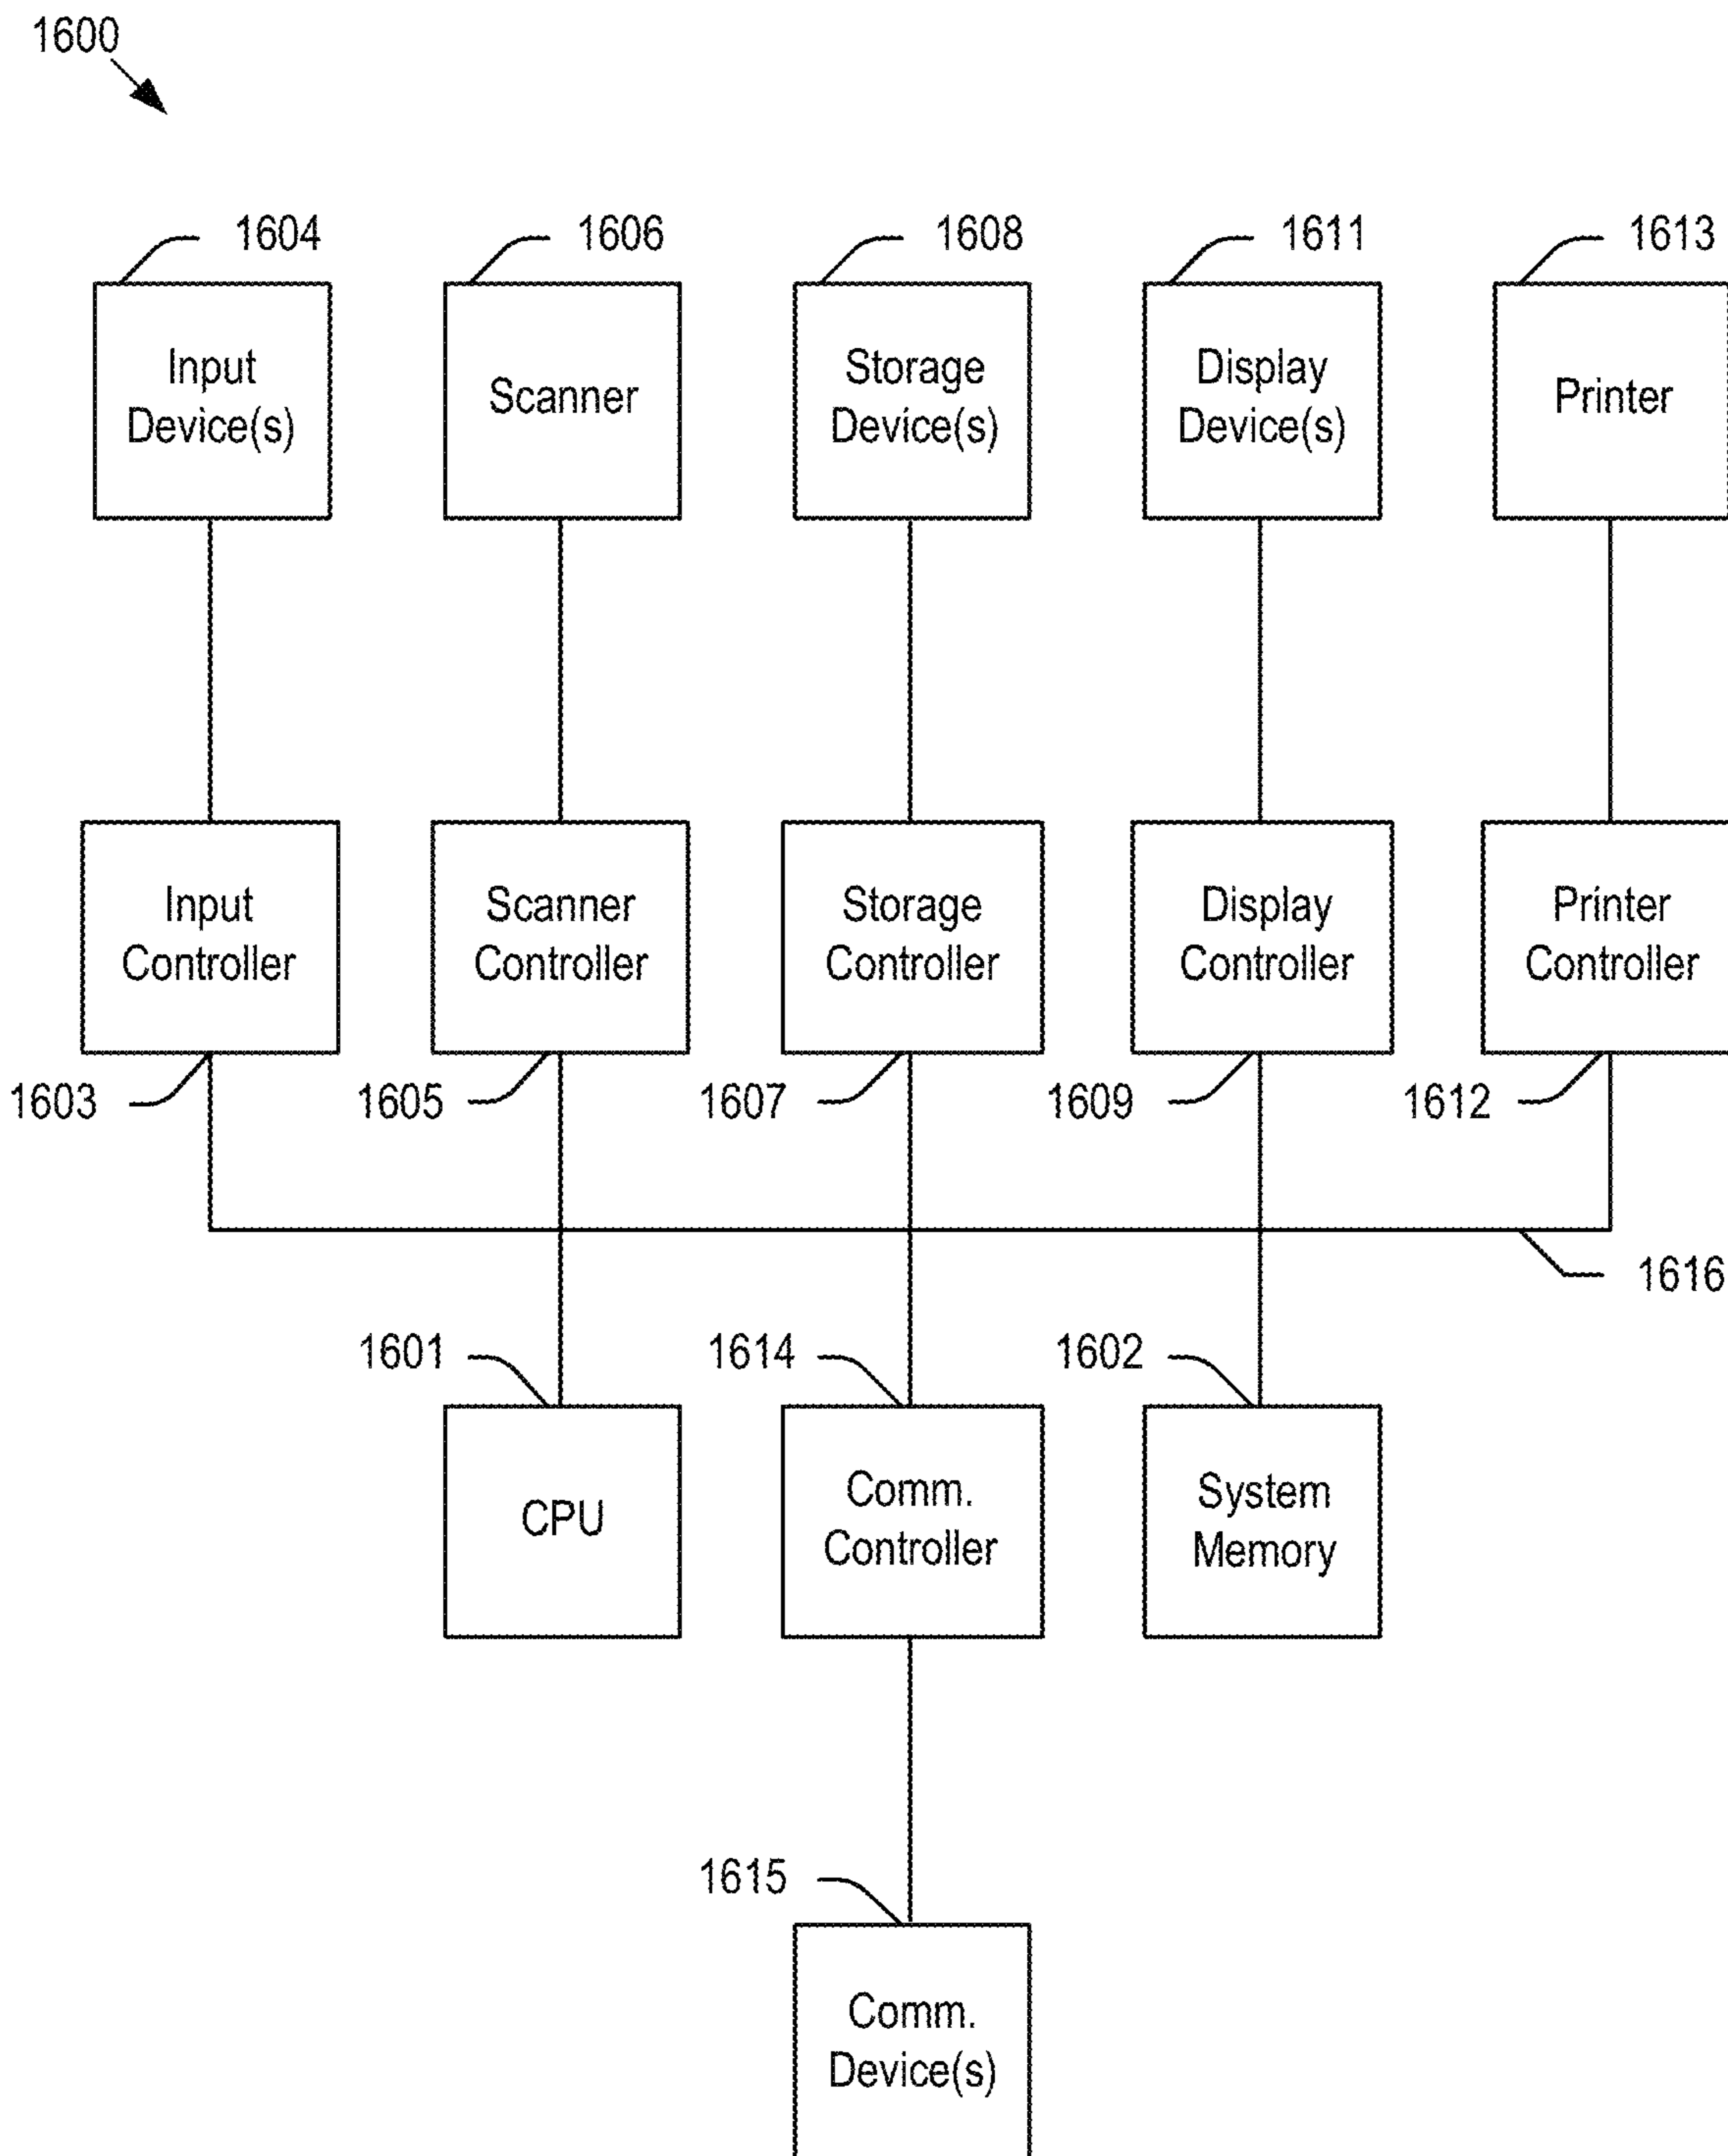 1600
1604
1606
1608
1611
1613
Input
Device(s)
Scanner
Storage
Device(s)
Display
Device(s)
Printer
Input
Controller
Scanner
Controller
Storage
Controller
Display
Controller
Printer
Controller
1603
1605
1607
1609
1612
1616
1601
1614
1602
CPU
Comm.
Controller
System
Memory
1615
Comm.
Device(s)